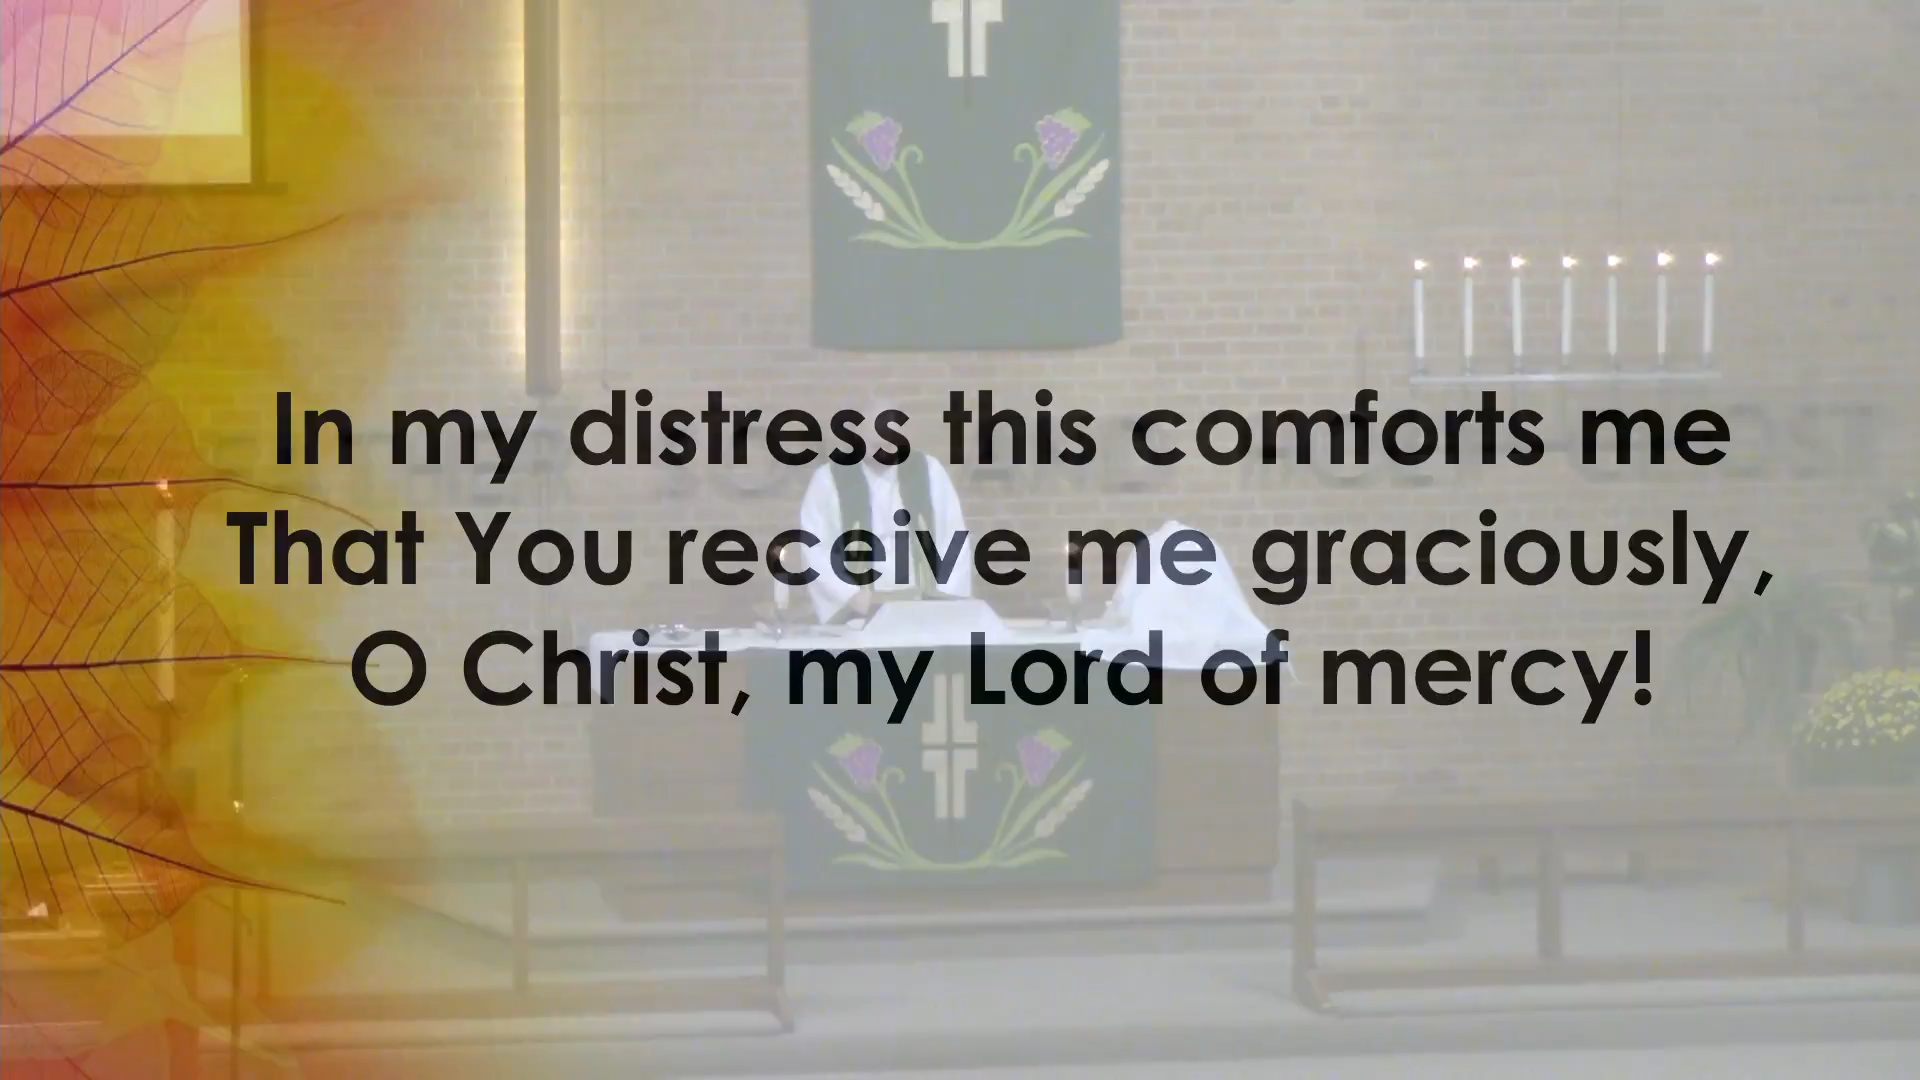 In my distress this comforts me
That You receive me graciously,
O Christ, my Lord of mercy!